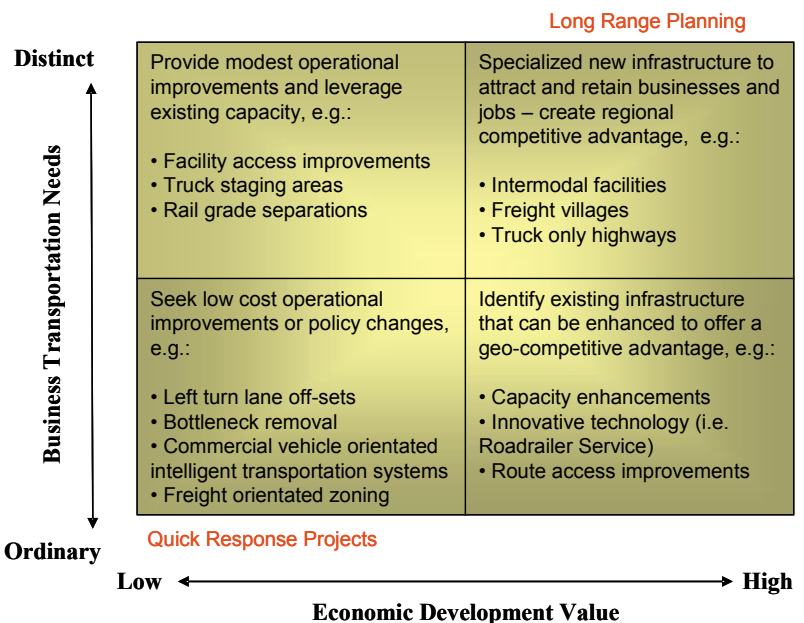 Long Range Planning
Distinct
Provide modest operational
improvements and leverage
existing capacity, e.g.:
• Facility access improvements
• Truck staging areas
• Rail grade separations
Specialized new infrastructure to
attract and retain businesses and
jobs – create regional
competitive advantage,  e.g.:
• Intermodal facilities
• Freight villages
• Truck only highways
Business Transportation Needs
Seek low cost operational
improvements or policy changes,
e.g.:
• Left turn lane off-sets
• Bottleneck removal
• Commercial vehicle orientated
intelligent transportation systems
• Freight orientated zoning
Identify existing infrastructure
that can be enhanced to offer a
geo-competitive advantage, e.g.:
• Capacity enhancements
• Innovative technology (i.e.
Roadrailer Service)
• Route access improvements
Ordinary
Quick Response Projects
Low
High
Economic Development Value